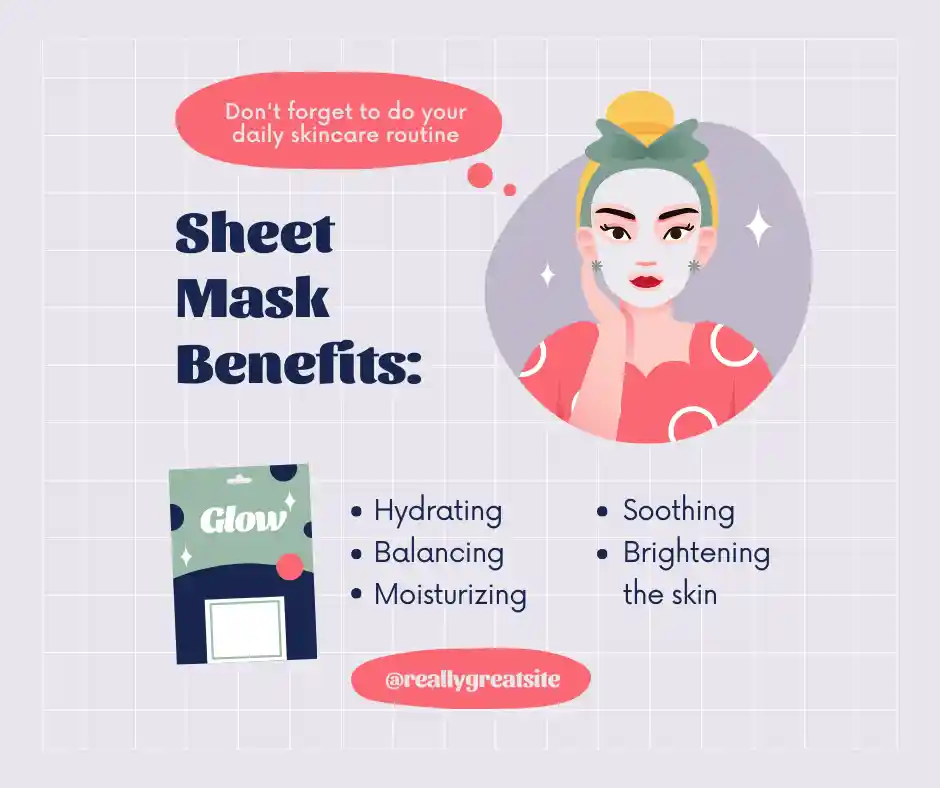 Don't forget to do your
daily skincare routine
Sheet
Mask
Benefits:
Glow
• Hydrating
• Balancing
• Moisturizing
• Soothing
• Brightening
the skin
@reallygreatsite